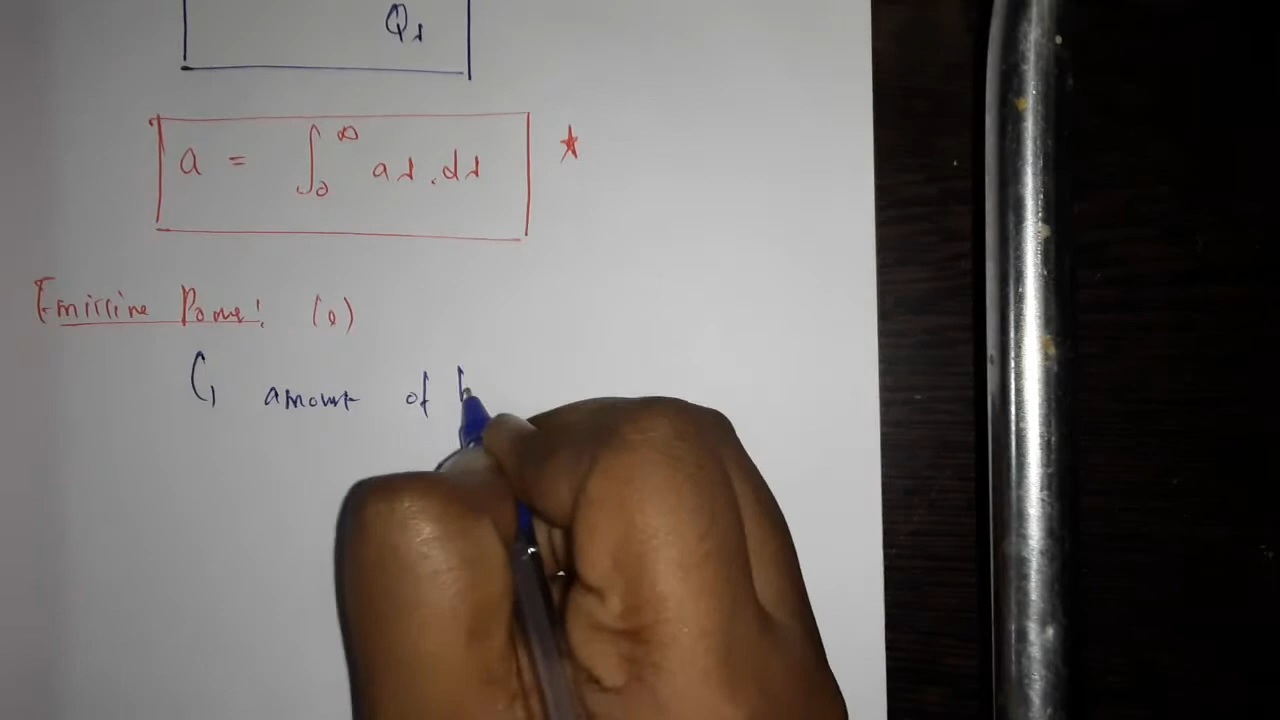 Qλ
a = ∫₀^∞ aλ . dλ ★
Emissive Power: (e)
amount of h